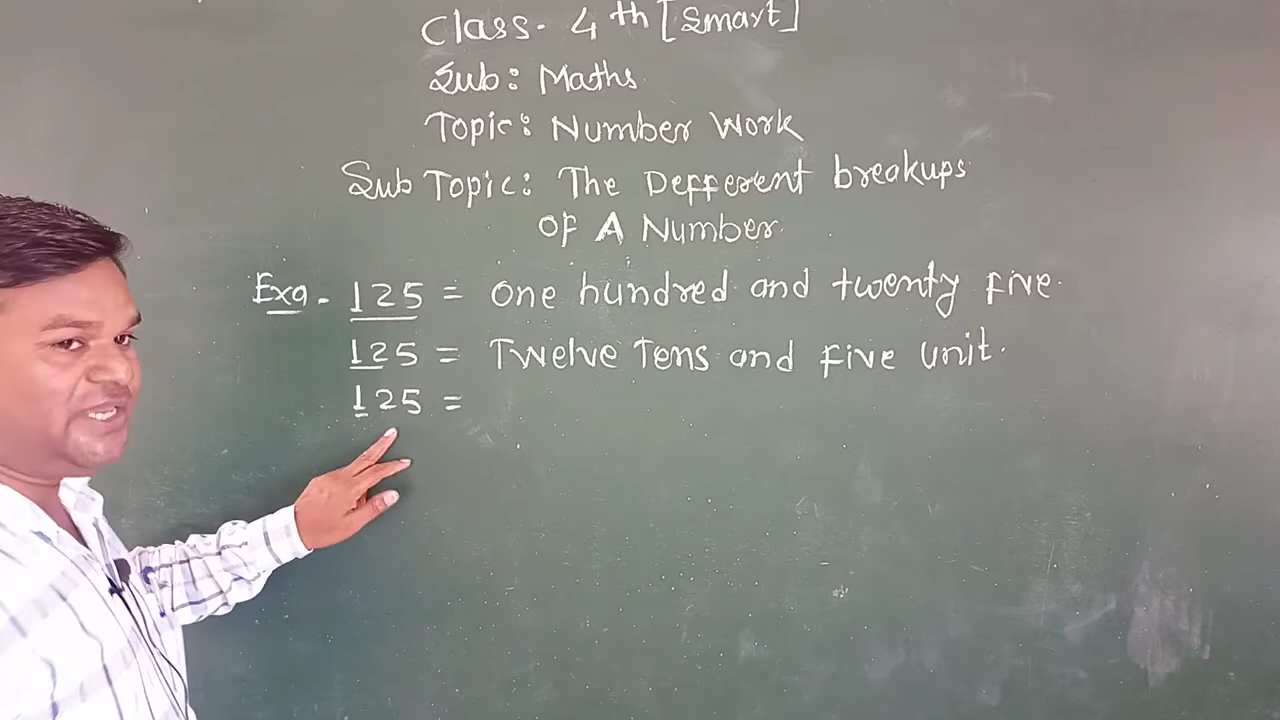 Class. 4th [Smart]
Sub: Maths
Topic: Number Work
Sub Topic: The Defferent breakups
Of A Number
Exa. 125 = One hundred and twenty five.
125 = Twelve Tens and five unit.
125 =